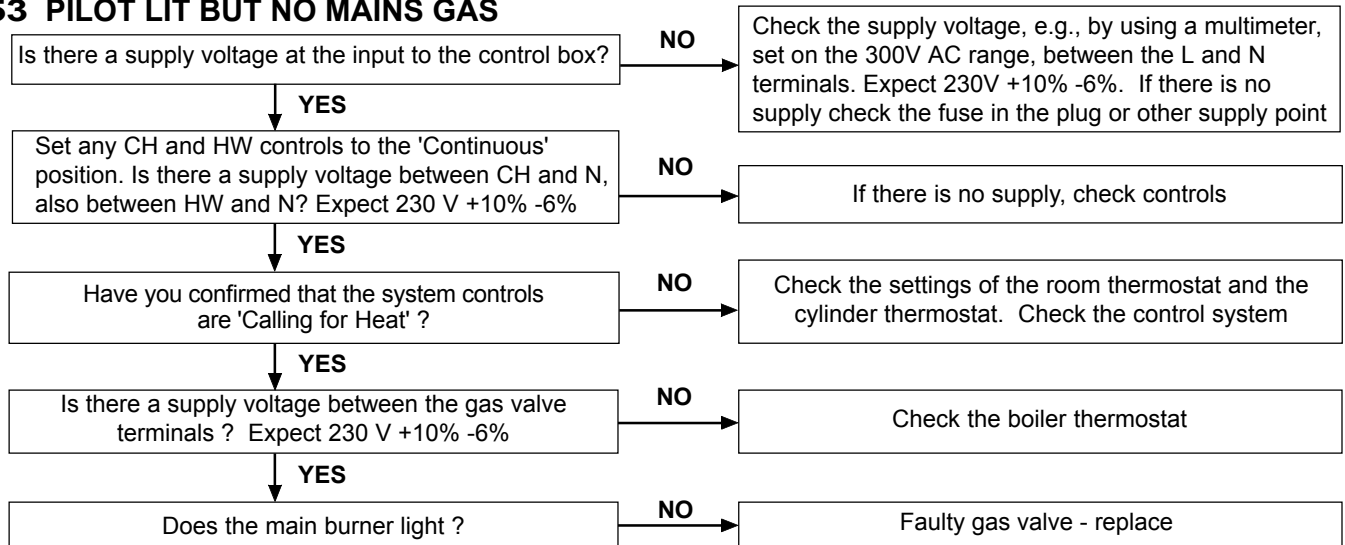 53 PILOT LIT BUT NO MAINS GAS
Is there a supply voltage at the input to the control box?
NO
Check the supply voltage, e.g., by using a multimeter,
set on the 300V AC range, between the L and N
terminals. Expect 230V +10% -6%. If there is no
supply check the fuse in the plug or other supply point
YES
Set any CH and HW controls to the 'Continuous'
position. Is there a supply voltage between CH and N,
also between HW and N? Expect 230 V +10% -6%
NO
If there is no supply, check controls
YES
Have you confirmed that the system controls
are 'Calling for Heat' ?
NO
Check the settings of the room thermostat and the
cylinder thermostat. Check the control system
YES
Is there a supply voltage between the gas valve
terminals ? Expect 230 V +10% -6%
NO
Check the boiler thermostat
YES
Does the main burner light ?
NO
Faulty gas valve - replace